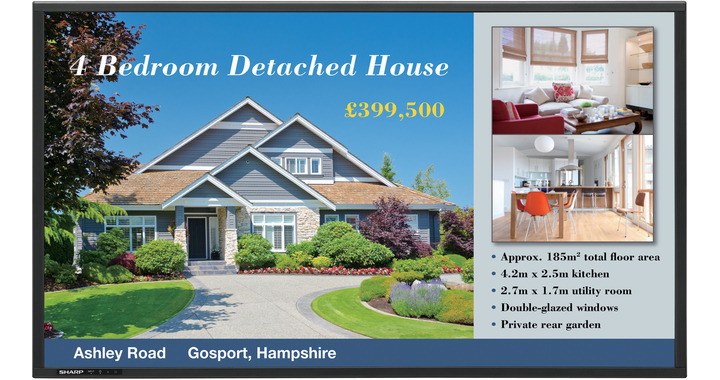 4 Bedroom Detached House
£399,500
• Approx. 185m² total floor area
• 4.2m x 2.5m kitchen
• 2.7m x 1.7m utility room
• Double-glazed windows
• Private rear garden
Ashley Road Gosport, Hampshire
SHARP